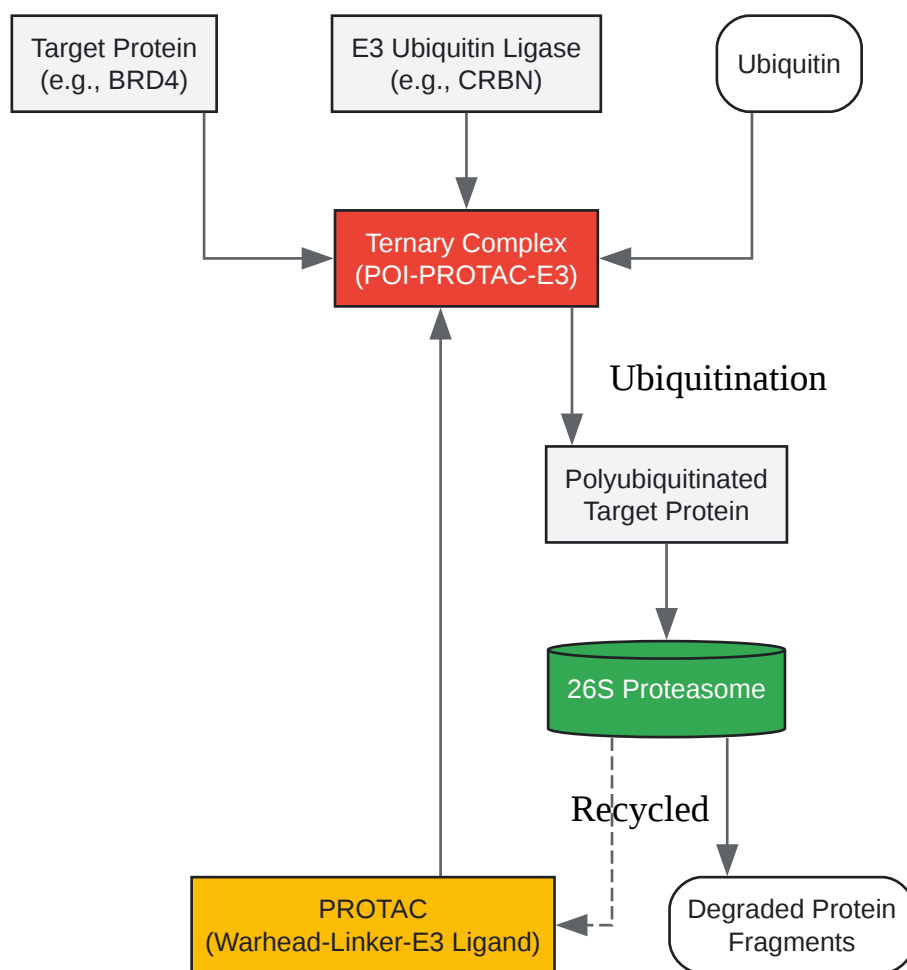 Target Protein
(e.g., BRD4)
E3 Ubiquitin Ligase
(e.g., CRBN)
Ubiquitin
Ternary Complex
(POI-PROTAC-E3)
Ubiquitination
Polyubiquitinated
Target Protein
26S Proteasome
Recycled
PROTAC
(Warhead-Linker-E3 Ligand)
Degraded Protein
Fragments